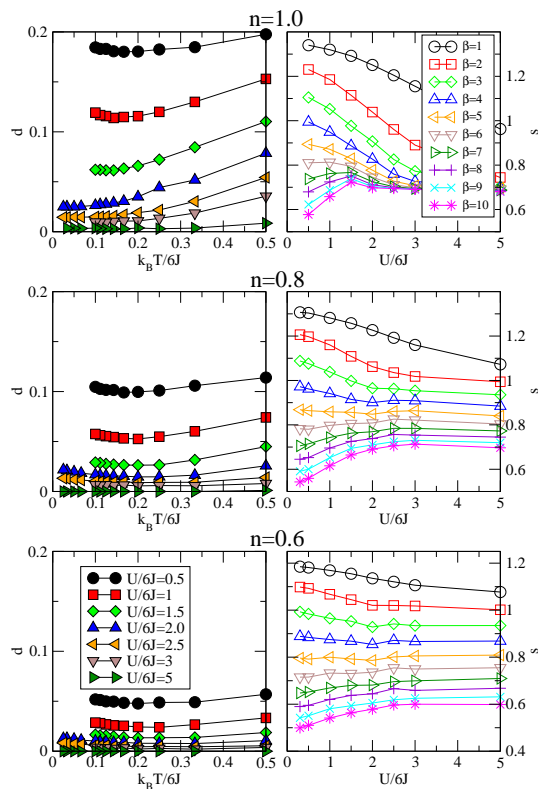 n=1.0
0.2
0.1
0
d
0.1
0.2
0.3
0.4
0.5
k_BT/6J
β=1
β=2
β=3
β=4
β=5
β=6
β=7
β=8
β=9
β=10
0
1
2
3
4
5
U/6J
1.2
1
0.8
0.6
s
n=0.8
0.2
0.1
0
d
0
0.1
0.2
0.3
0.4
0.5
k_BT/6J
0
1
2
3
4
5
U/6J
1.2
1
0.8
0.6
s
n=0.6
0.2
0.1
0
d
U/6J=0.5
U/6J=1
U/6J=1.5
U/6J=2.0
U/6J=2.5
U/6J=3
U/6J=5
0
0.1
0.2
0.3
0.4
0.5
k_BT/6J
0
1
2
3
4
5
U/6J
1.2
1
0.8
0.6
0.4
s